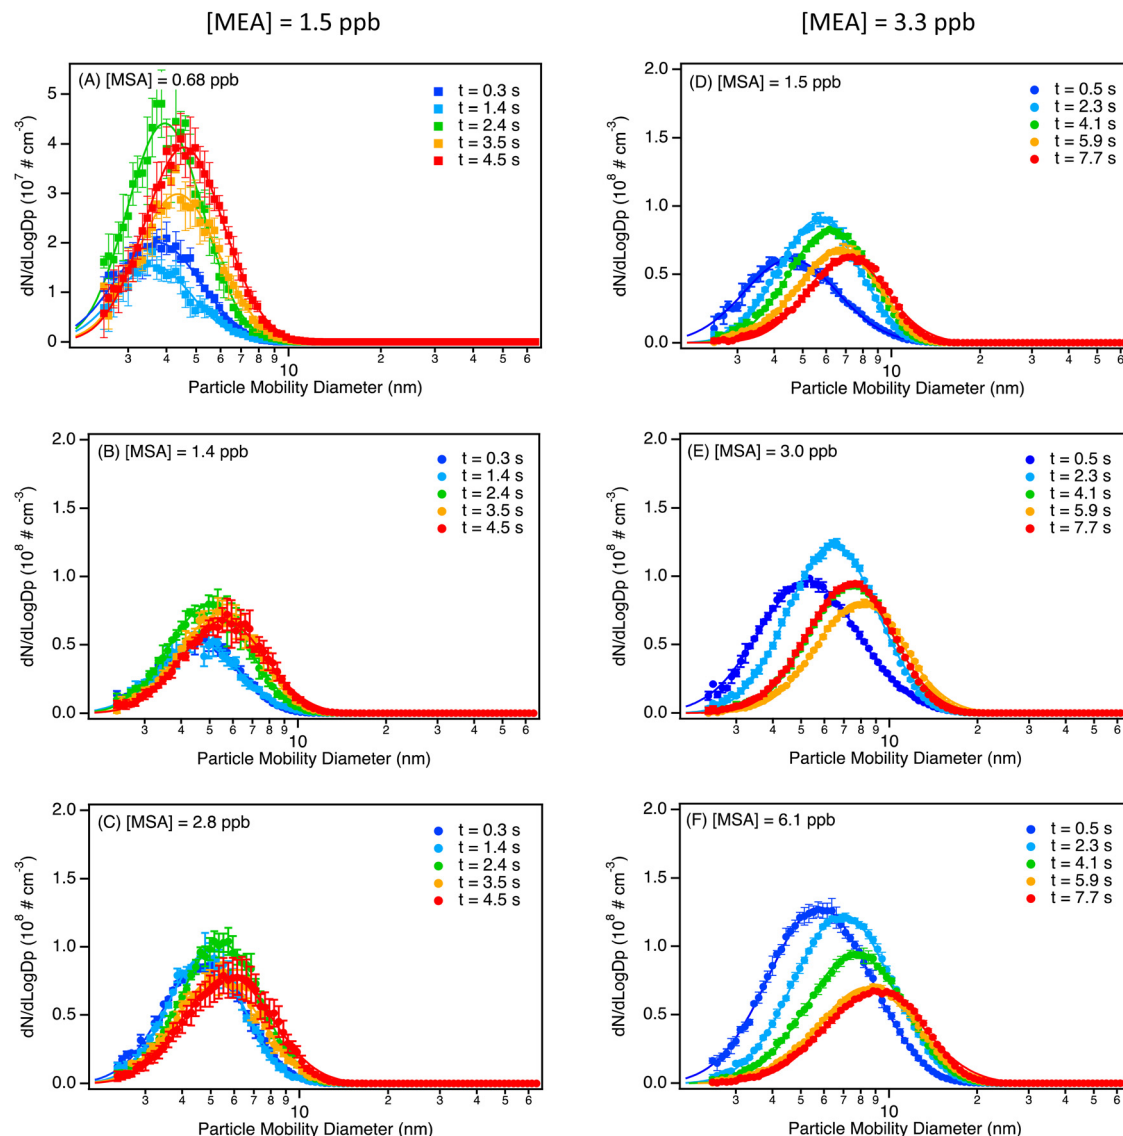 [MEA] = 1.5 ppb
[MEA] = 3.3 ppb
(A) [MSA] = 0.68 ppb
t = 0.3 s
t = 1.4 s
t = 2.4 s
t = 3.5 s
t = 4.5 s
dN/dLogDp (10⁷ # cm⁻³)
5
4
3
2
1
0
3 4 5 6 7 8 9 10 2 3 4 5 6
Particle Mobility Diameter (nm)
(D) [MSA] = 1.5 ppb
t = 0.5 s
t = 2.3 s
t = 4.1 s
t = 5.9 s
t = 7.7 s
dN/dLogDp (10⁸ # cm⁻³)
2.0
1.5
1.0
0.5
0.0
3 4 5 6 7 8 9 10 2 3 4 5 6
Particle Mobility Diameter (nm)
(B) [MSA] = 1.4 ppb
t = 0.3 s
t = 1.4 s
t = 2.4 s
t = 3.5 s
t = 4.5 s
dN/dLogDp (10⁸ # cm⁻³)
2.0
1.5
1.0
0.5
0.0
3 4 5 6 7 8 9 10 2 3 4 5 6
Particle Mobility Diameter (nm)
(E) [MSA] = 3.0 ppb
t = 0.5 s
t = 2.3 s
t = 4.1 s
t = 5.9 s
t = 7.7 s
dN/dLogDp (10⁸ # cm⁻³)
2.0
1.5
1.0
0.5
0.0
3 4 5 6 7 8 9 10 2 3 4 5 6
Particle Mobility Diameter (nm)
(C) [MSA] = 2.8 ppb
t = 0.3 s
t = 1.4 s
t = 2.4 s
t = 3.5 s
t = 4.5 s
dN/dLogDp (10⁸ # cm⁻³)
2.0
1.5
1.0
0.5
0.0
3 4 5 6 7 8 9 10 2 3 4 5 6
Particle Mobility Diameter (nm)
(F) [MSA] = 6.1 ppb
t = 0.5 s
t = 2.3 s
t = 4.1 s
t = 5.9 s
t = 7.7 s
dN/dLogDp (10⁸ # cm⁻³)
2.0
1.5
1.0
0.5
0.0
3 4 5 6 7 8 9 10 2 3 4 5 6
Particle Mobility Diameter (nm)